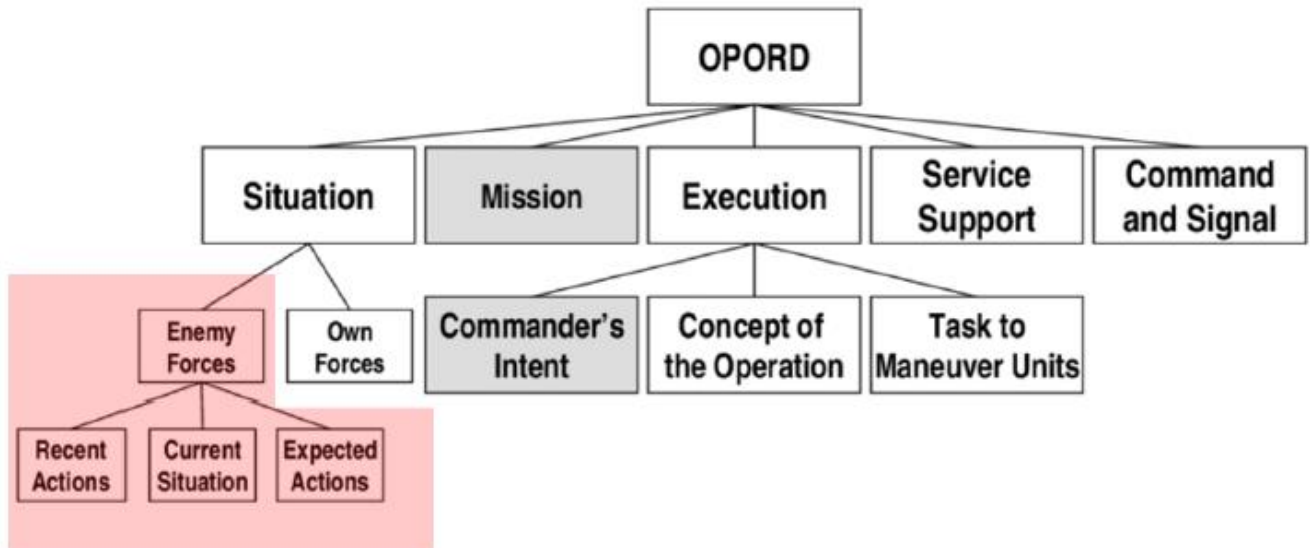 OPORD
Situation
Mission
Execution
Service
Support
Command
and Signal
Enemy
Forces
Own
Forces
Commander's
Intent
Concept of
the Operation
Task to
Maneuver Units
Recent
Actions
Current
Situation
Expected
Actions